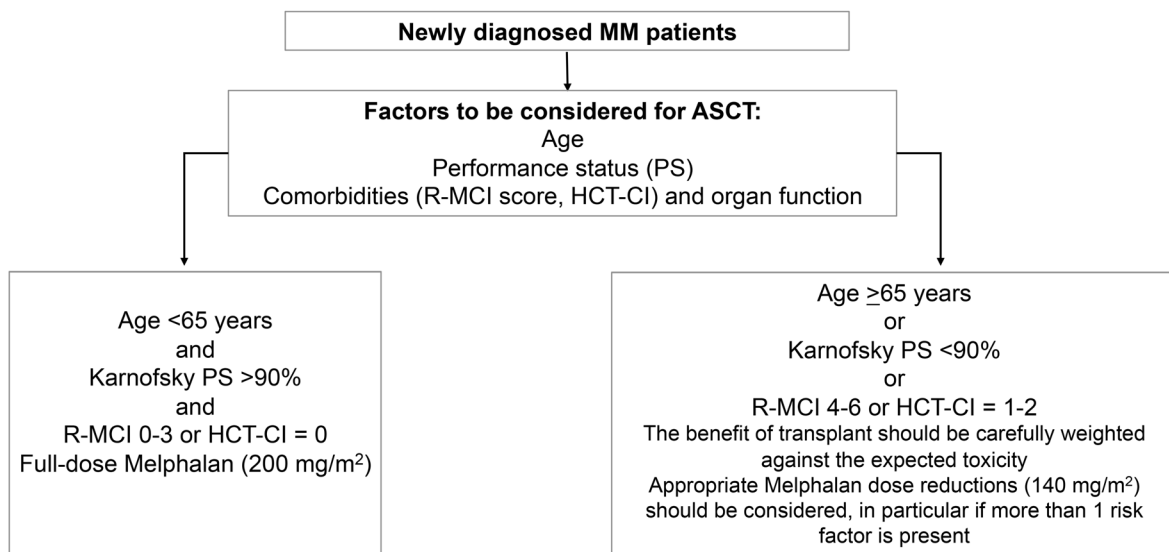 Newly diagnosed MM patients
Factors to be considered for ASCT:
Age
Performance status (PS)
Comorbidities (R-MCI score, HCT-CI) and organ function
Age <65 years
and
Karnofsky PS >90%
and
R-MCI 0-3 or HCT-CI = 0
Full-dose Melphalan (200 mg/m²)
Age ≥65 years
or
Karnofsky PS <90%
or
R-MCI 4-6 or HCT-CI = 1-2
The benefit of transplant should be carefully weighted
against the expected toxicity
Appropriate Melphalan dose reductions (140 mg/m²)
should be considered, in particular if more than 1 risk
factor is present